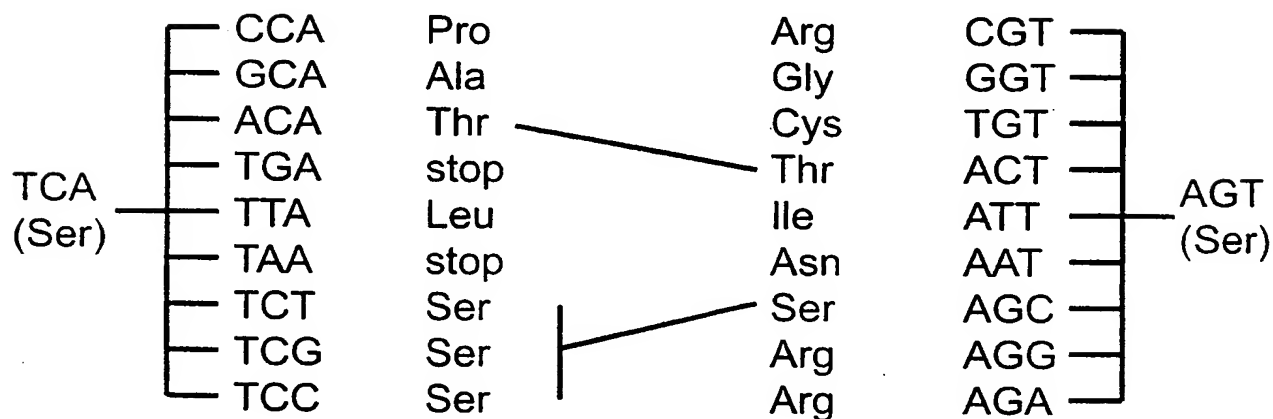 CCA Pro Arg CGT
GCA Ala Gly GGT
ACA Thr Cys TGT
TGA stop Thr ACT
TCA
(Ser)
TTA Leu Ile ATT
AGT
(Ser)
TAA stop Asn AAT
TCT Ser Ser AGC
TCG Ser Arg AGG
TCC Ser Arg AGA